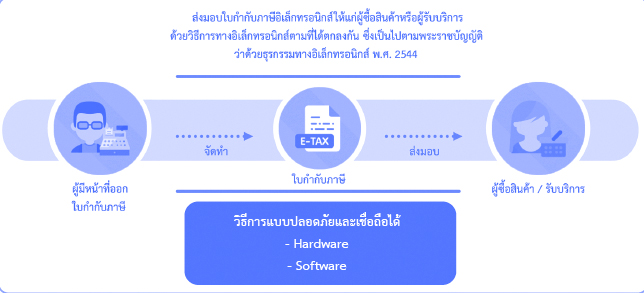 ส่งมอบใบกำกับภาษีอิเล็กทรอนิกส์ให้แก่ผู้ซื้อสินค้าหรือผู้รับบริการ
ด้วยวิธีการทางอิเล็กทรอนิกส์ตามที่ได้ตกลงกัน ซึ่งเป็นไปตามพระราชบัญญัติ
ว่าด้วยธุรกรรมทางอิเล็กทรอนิกส์ พ.ศ. 2544
จัดทำ
E-TAX
ส่งมอบ
ผู้มีหน้าที่ออก
ใบกำกับภาษี
ใบกำกับภาษี
ผู้ซื้อสินค้า / รับบริการ
วิธีการแบบปลอดภัยและเชื่อถือได้
- Hardware
- Software